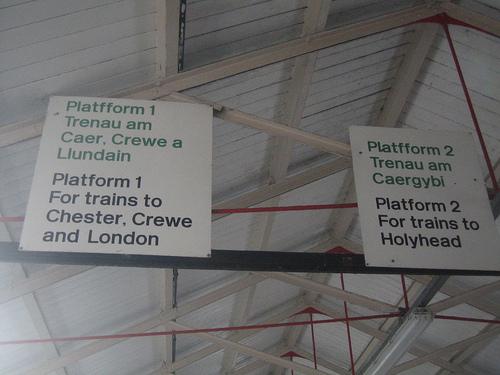 Platfform 1
Trenau am
Caer, Crewe a
Llundain
Platform 1
For trains to
Chester, Crewe
and London
Platfform 2
Trenau am
Caergybi
Platform 2
For trains to
Holyhead